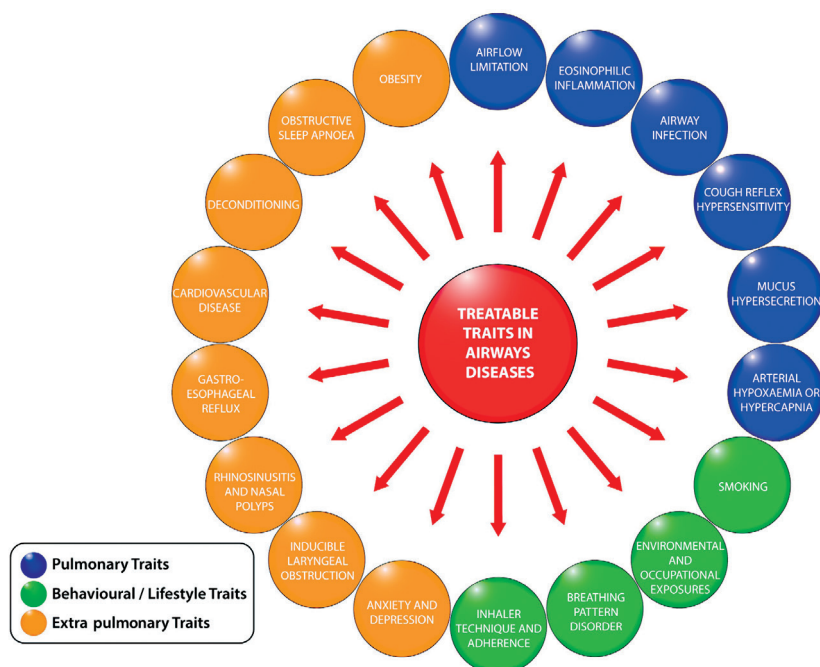 TREATABLE
TRAITS IN
AIRWAYS
DISEASES
AIRFLOW
LIMITATION
EOSINOPHILIC
INFLAMMATION
AIRWAY
INFECTION
COUGH REFLEX
HYPERSENSITIVITY
MUCUS
HYPERSECRETION
ARTERIAL
HYPOXAEMIA OR
HYPERCAPNIA
SMOKING
ENVIRONMENTAL
AND
OCCUPATIONAL
EXPOSURES
BREATHING
PATTERN
DISORDER
INHALER
TECHNIQUE AND
ADHERENCE
ANXIETY AND
DEPRESSION
INDUCIBLE
LARYNGEAL
OBSTRUCTION
RHINOSINUSITIS
AND NASAL
POLYPS
GASTRO-
ESOPHAGEAL
REFLUX
CARDIOVASCULAR
DISEASE
DECONDITIONING
OBSTRUCTIVE
SLEEP APNOEA
OBESITY
Pulmonary Traits
Behavioural / Lifestyle Traits
Extra pulmonary Traits